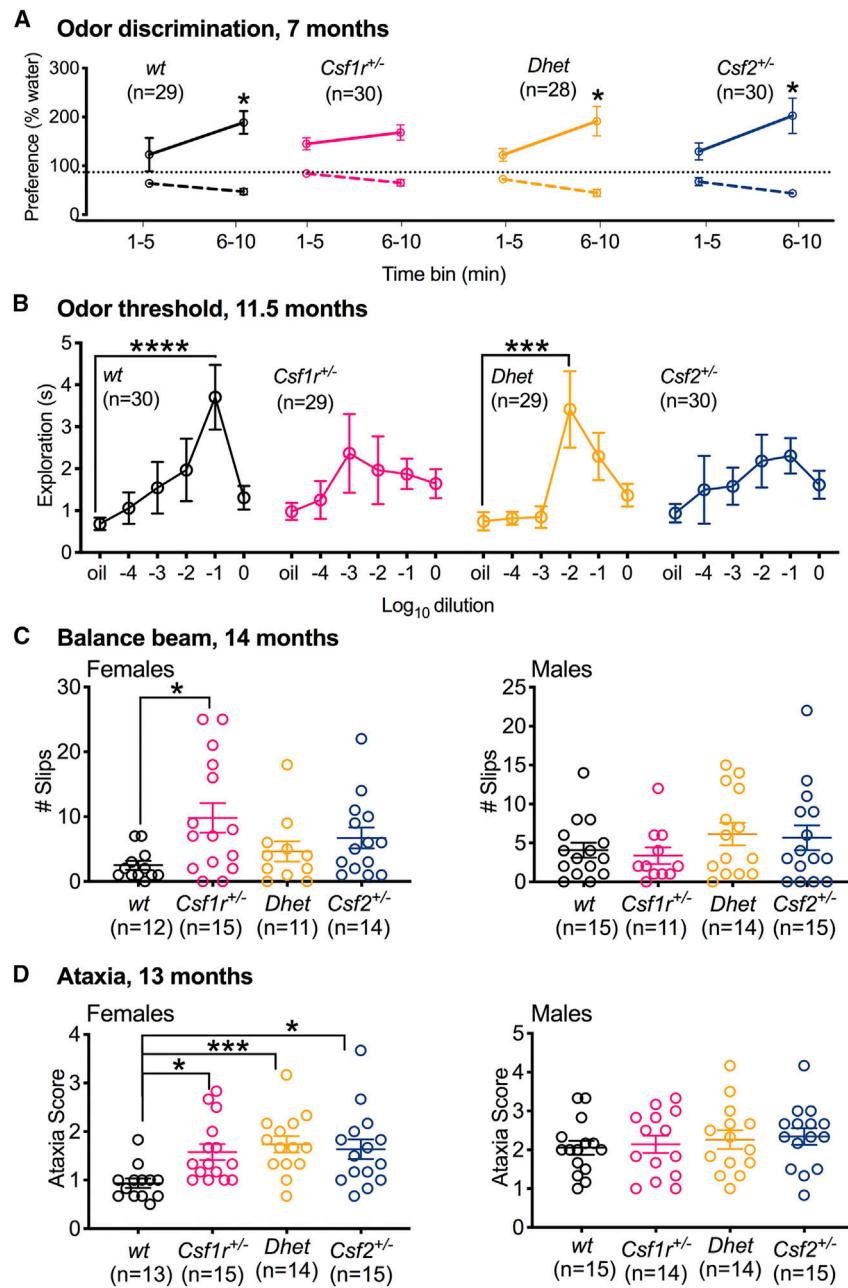 A Odor discrimination, 7 months
Preference (% water)
300
200
100
0
wt
(n=29)
*
Csf1r+/-
(n=30)
Dhet
(n=28)
*
Csf2+/-
(n=30)
*
1-5 6-10 1-5 6-10 1-5 6-10 1-5 6-10
Time bin (min)
B Odor threshold, 11.5 months
Exploration (s)
5
4
3
2
1
0
****
wt
(n=30)
Csf1r+/-
(n=29)
***
Dhet
(n=29)
Csf2+/-
(n=30)
oil -4 -3 -2 -1 0 oil -4 -3 -2 -1 0 oil -4 -3 -2 -1 0 oil -4 -3 -2 -1 0
Log10 dilution
C Balance beam, 14 months
Females
# Slips
30
20
10
0
*
wt Csf1r+/- Dhet Csf2+/-
(n=12) (n=15) (n=11) (n=14)
Males
# Slips
25
20
15
10
5
0
wt Csf1r+/- Dhet Csf2+/-
(n=15) (n=11) (n=14) (n=15)
D Ataxia, 13 months
Females
Ataxia Score
4
3
2
1
0
*
***
*
wt Csf1r+/- Dhet Csf2+/-
(n=13) (n=15) (n=14) (n=15)
Males
Ataxia Score
5
4
3
2
1
0
wt Csf1r+/- Dhet Csf2+/-
(n=15) (n=14) (n=14) (n=15)